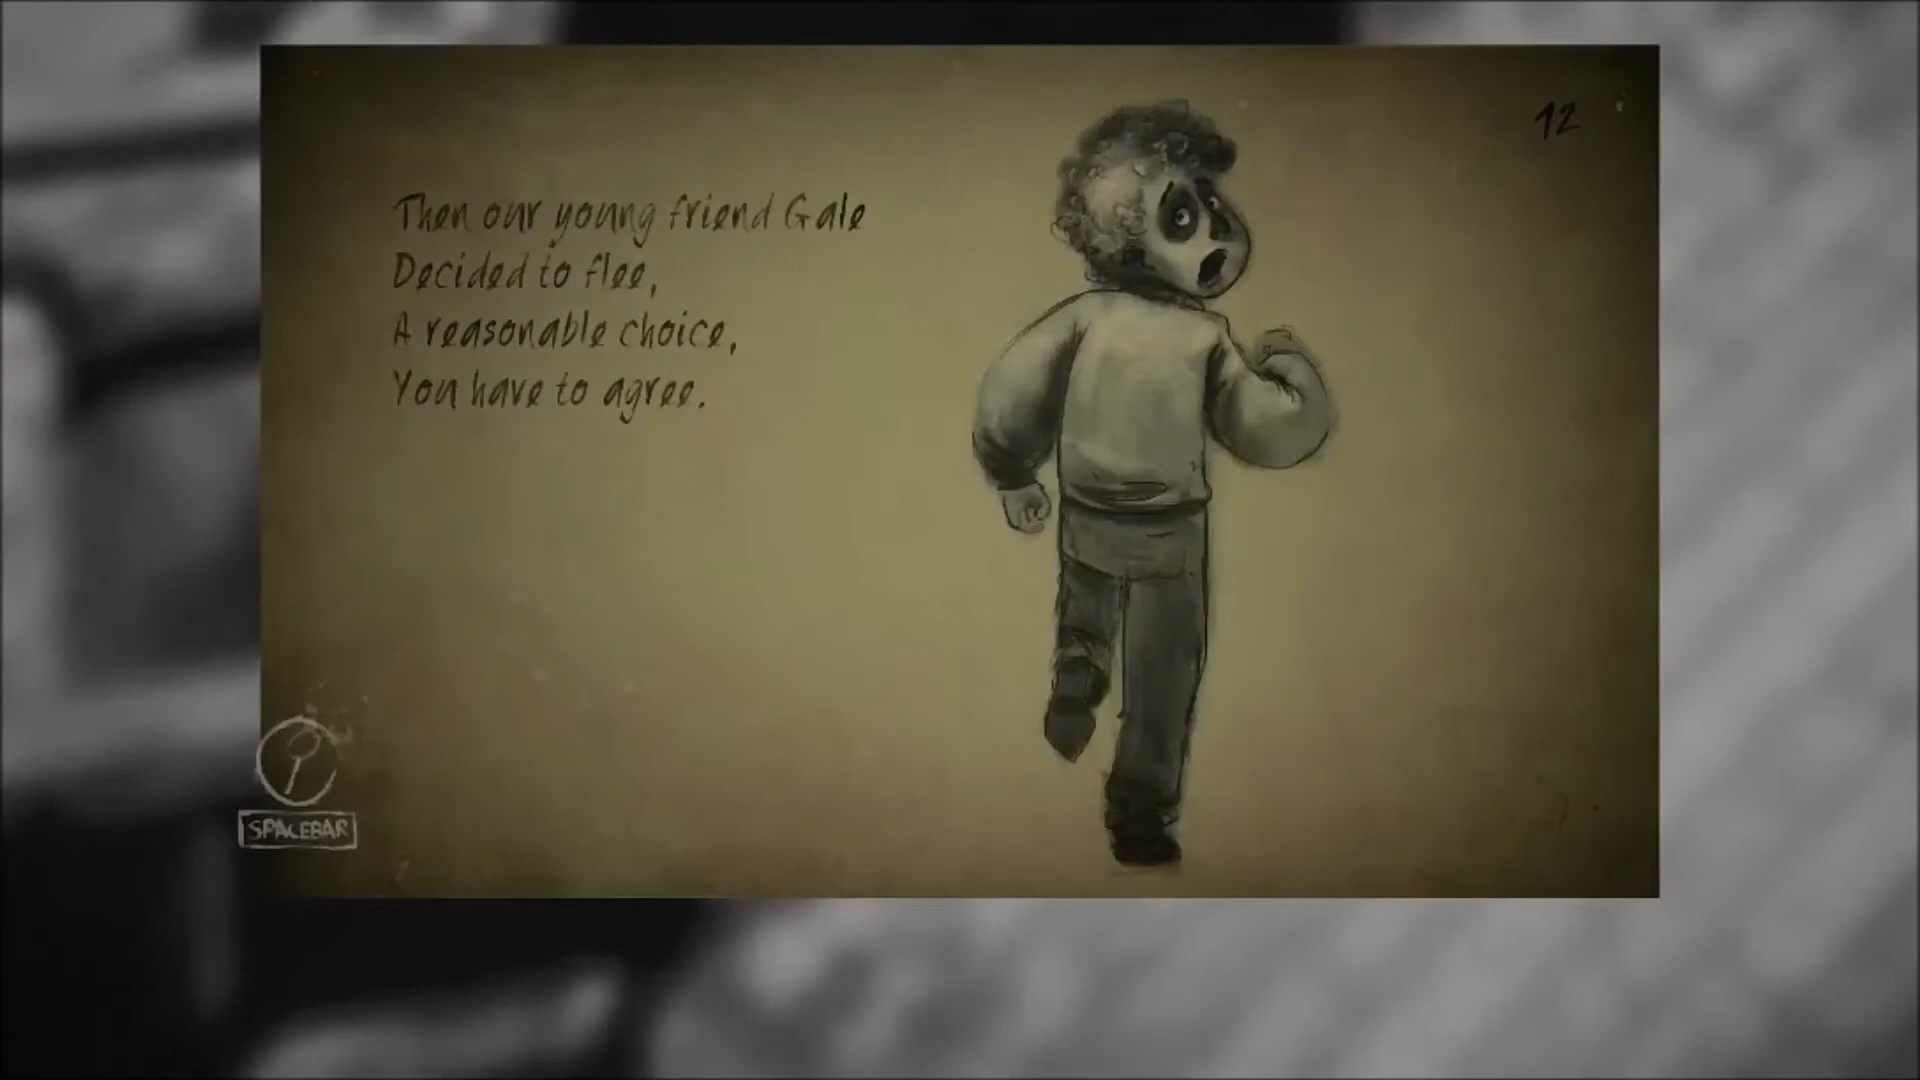 12
Then our young friend Gale
Decided to flee,
A reasonable choice,
You have to agree.
SPACEBAR